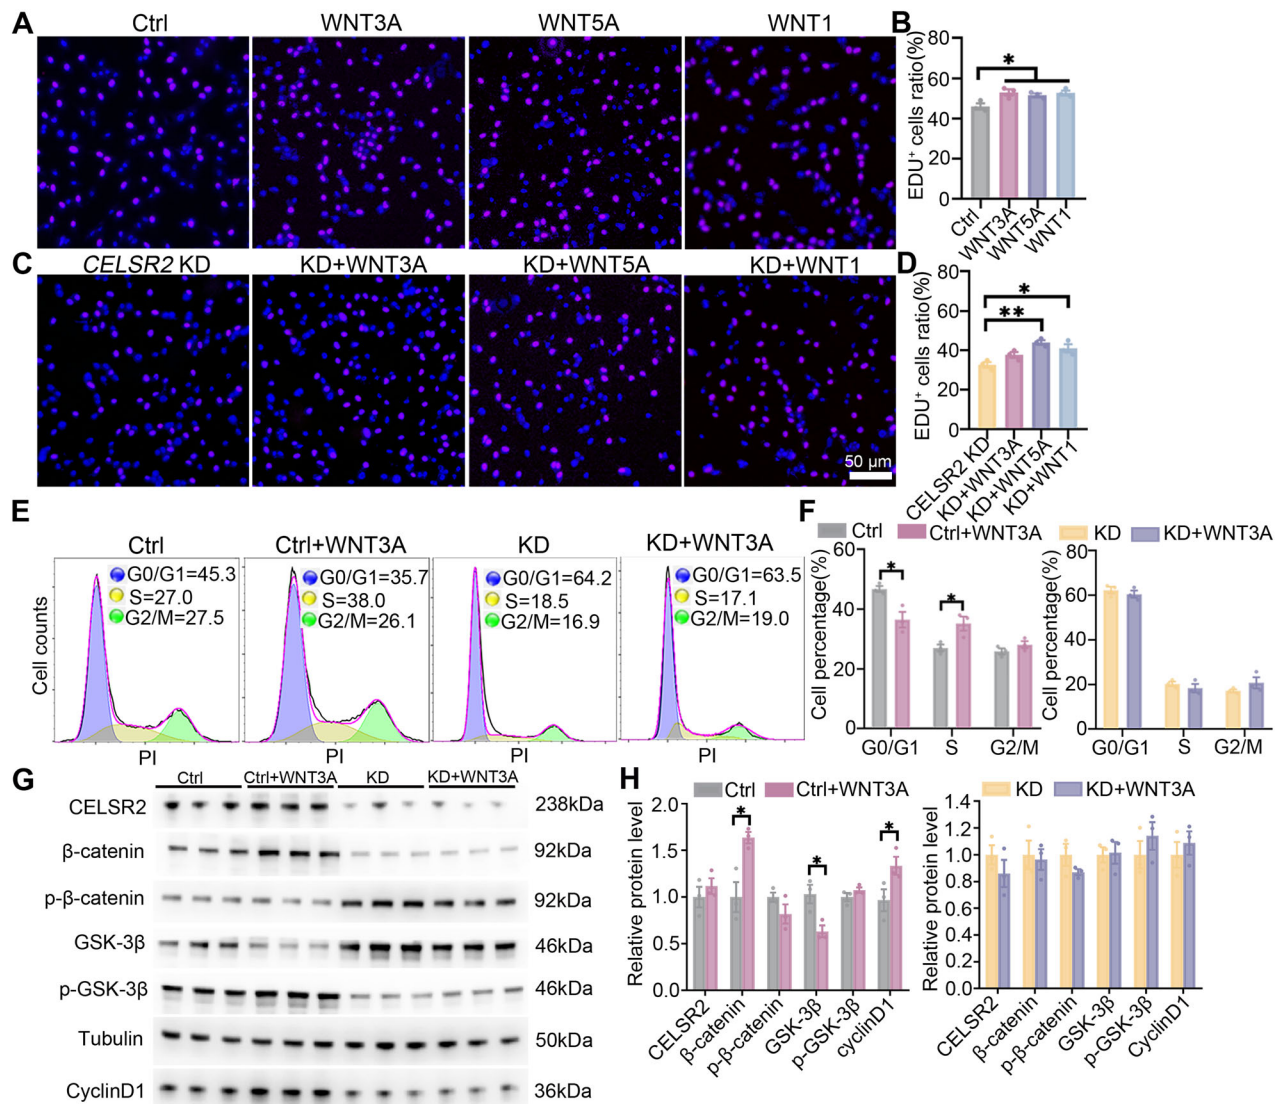 A Ctrl WNT3A WNT5A WNT1
B
EDU+ cells ratio(%)
80
60
40
20
0
*
Ctrl
WNT3A
WNT5A
WNT1
C CELSR2 KD KD+WNT3A KD+WNT5A KD+WNT1
50 μm
D
EDU+ cells ratio(%)
80
60
40
20
0
*
**
CELSR2 KD
KD+WNT3A
KD+WNT5A
KD+WNT1
E
Cell counts
Ctrl
G0/G1=45.3
S=27.0
G2/M=27.5
PI
Ctrl+WNT3A
G0/G1=35.7
S=38.0
G2/M=26.1
PI
KD
G0/G1=64.2
S=18.5
G2/M=16.9
PI
KD+WNT3A
G0/G1=63.5
S=17.1
G2/M=19.0
PI
F
Ctrl Ctrl+WNT3A
Cell percentage(%)
60
40
20
0
*
*
G0/G1 S G2/M
KD KD+WNT3A
Cell percentage(%)
80
60
40
20
0
G0/G1 S G2/M
G
Ctrl Ctrl+WNT3A KD KD+WNT3A
CELSR2 238kDa
β-catenin 92kDa
p-β-catenin 92kDa
GSK-3β 46kDa
p-GSK-3β 46kDa
Tubulin 50kDa
CyclinD1 36kDa
H
Ctrl Ctrl+WNT3A
Relative protein level
2.0
1.5
1.0
0.5
0.0
*
*
*
CELSR2
β-catenin
p-β-catenin
GSK-3β
p-GSK-3β
cyclinD1
KD
KD+WNT3A
Relative protein level
1.4
1.2
1.0
0.8
0.6
0.4
0.2
0.0
CELSR2
β-catenin
p-β-catenin
GSK-3β
p-GSK-3β
CyclinD1